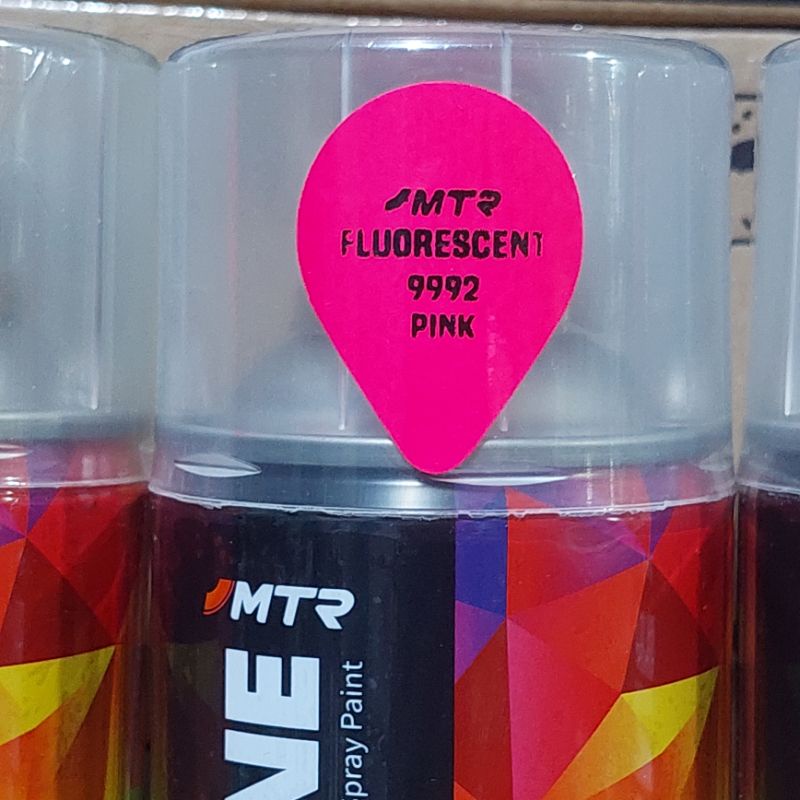 MTR
FLUORESCENT
9992
PINK
MTR
NE
Spray Paint